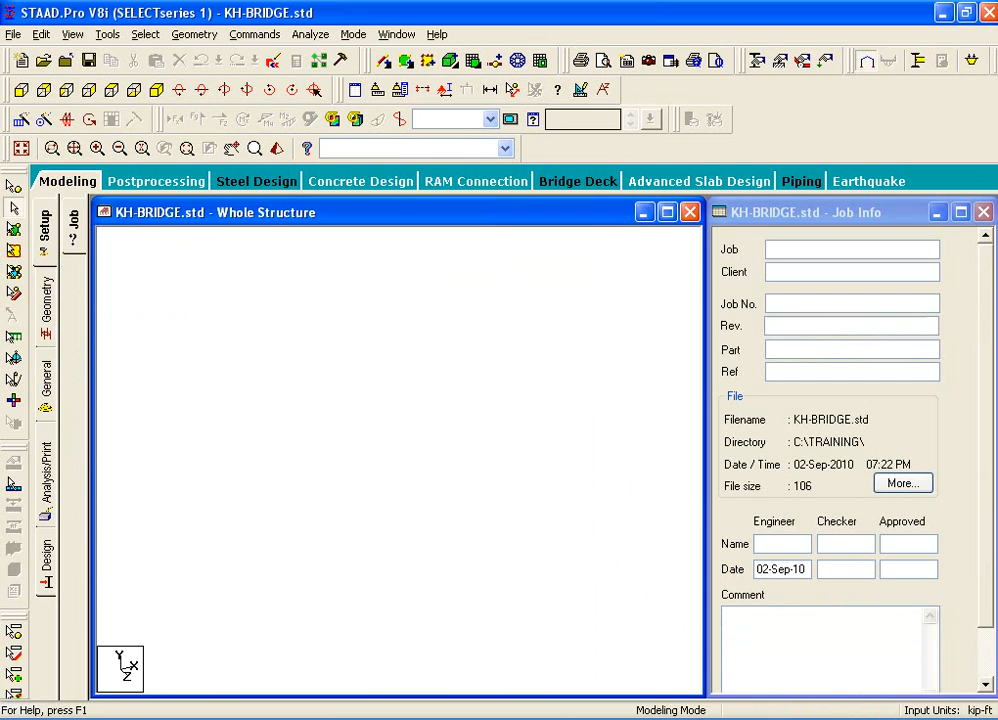 STAAD.Pro V8i (SELECTseries 1) - KH-BRIDGE.std
File Edit View Tools Select Geometry Commands Analyze Mode Window Help
Modeling Postprocessing Steel Design Concrete Design RAM Connection Bridge Deck Advanced Slab Design Piping Earthquake
Setup
Geometry
General
Analysis/Print
Design
Job
KH-BRIDGE.std - Whole Structure
Y
X
Z
KH-BRIDGE.std - Job Info
Job
Client
Job No.
Rev.
Part
Ref
File
Filename : KH-BRIDGE.std
Directory : C:\TRAINING\
Date / Time : 02-Sep-2010 07:22 PM
File size : 106 More...
Engineer Checker Approved
Name
Date 02-Sep-10
Comment
For Help, press F1 Modeling Mode Input Units: kip-ft